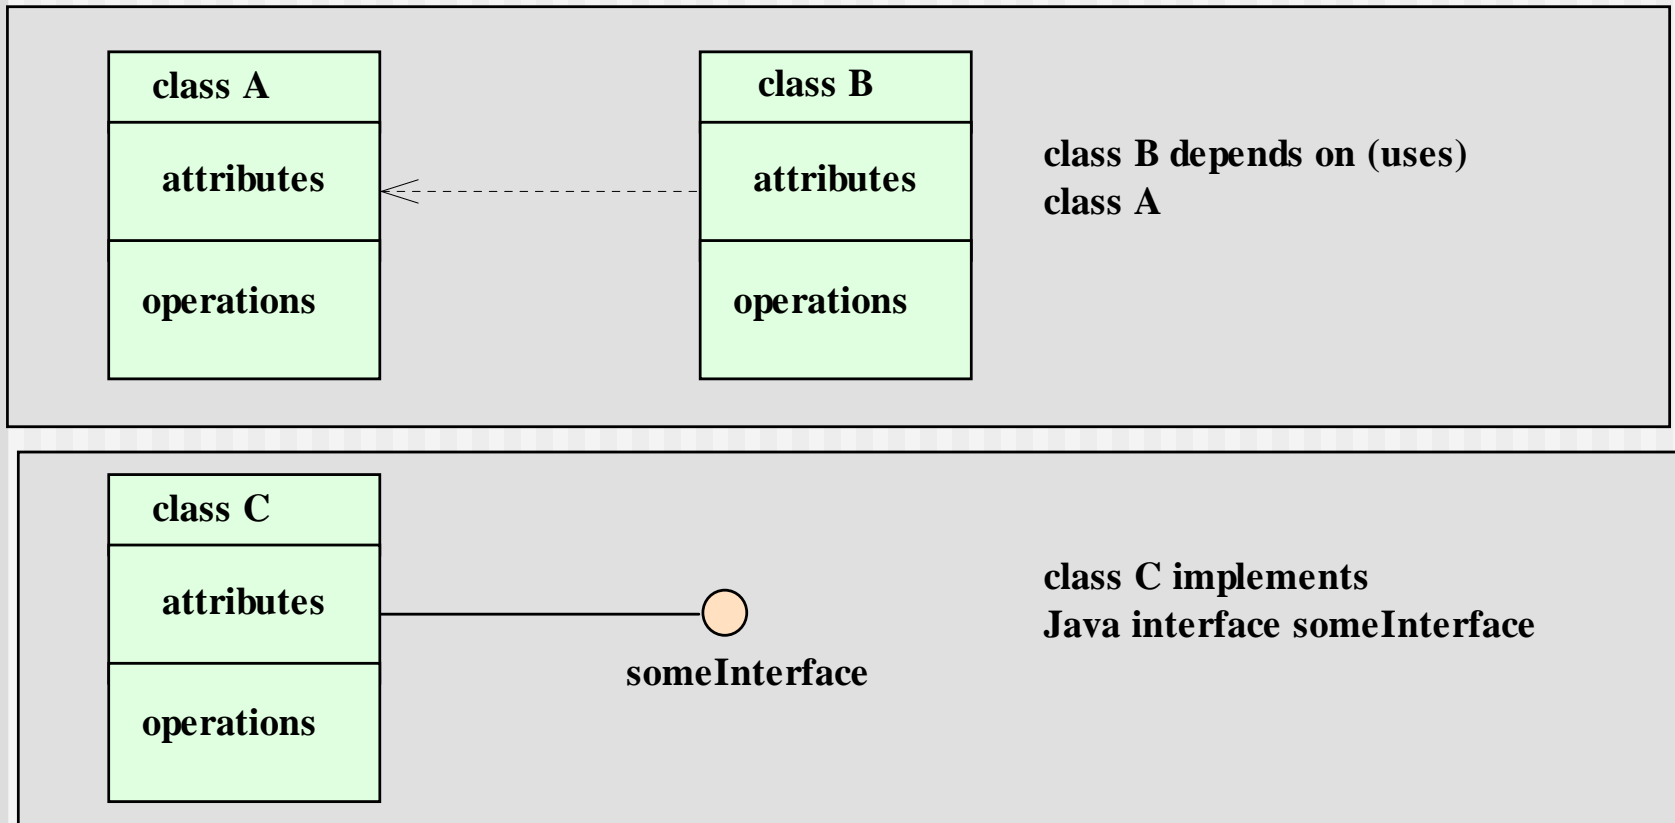 class A
attributes
operations
class B
attributes
operations
class B depends on (uses)
class A
class C
attributes
operations
someInterface
class C implements
Java interface someInterface